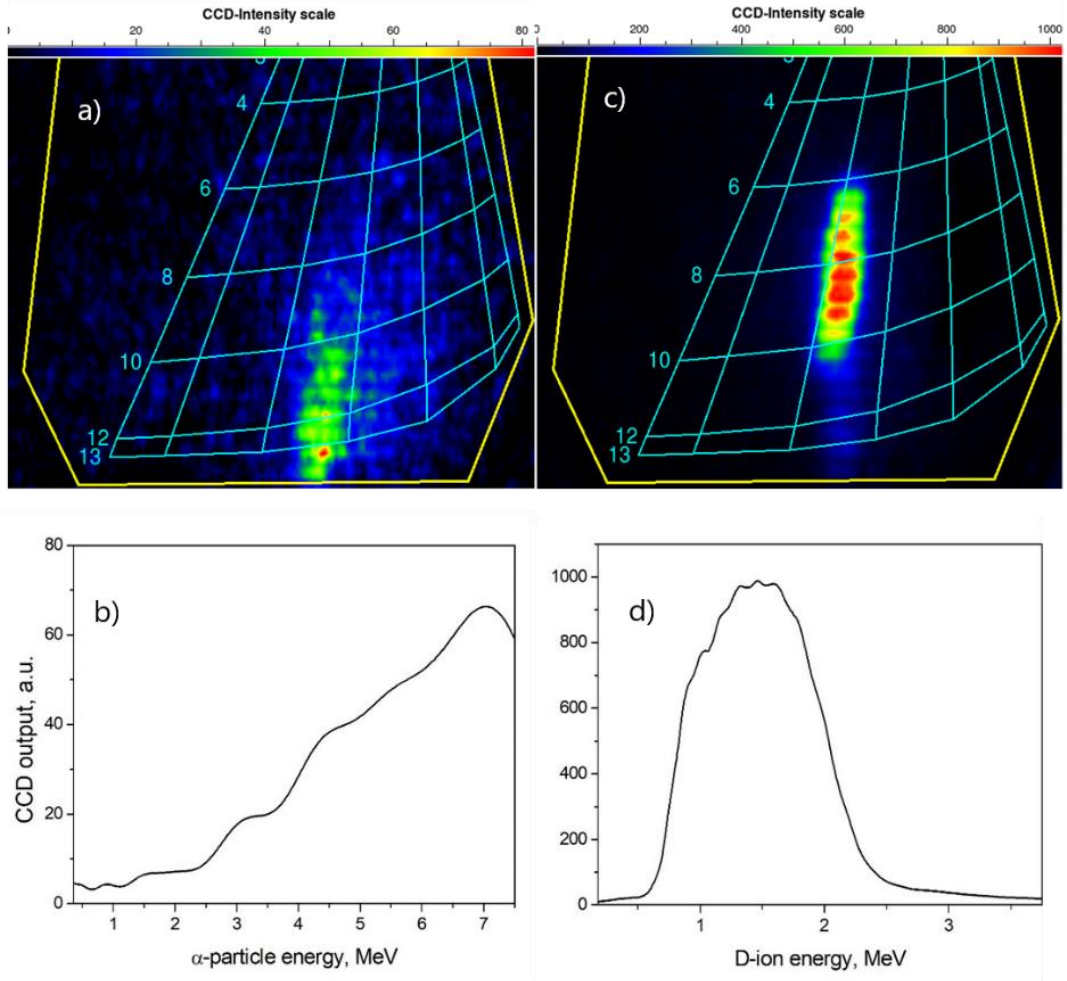 CCD-Intensity scale
20 40 60 80
a)
4
6
8
10
12
13
CCD-Intensity scale
0 200 400 600 800 1000
c)
4
6
8
10
12
13
80
60
40
20
0
b)
1 2 3 4 5 6 7
CCD output, a.u.
α-particle energy, MeV
1000
800
600
400
200
0
d)
1 2 3
D-ion energy, MeV